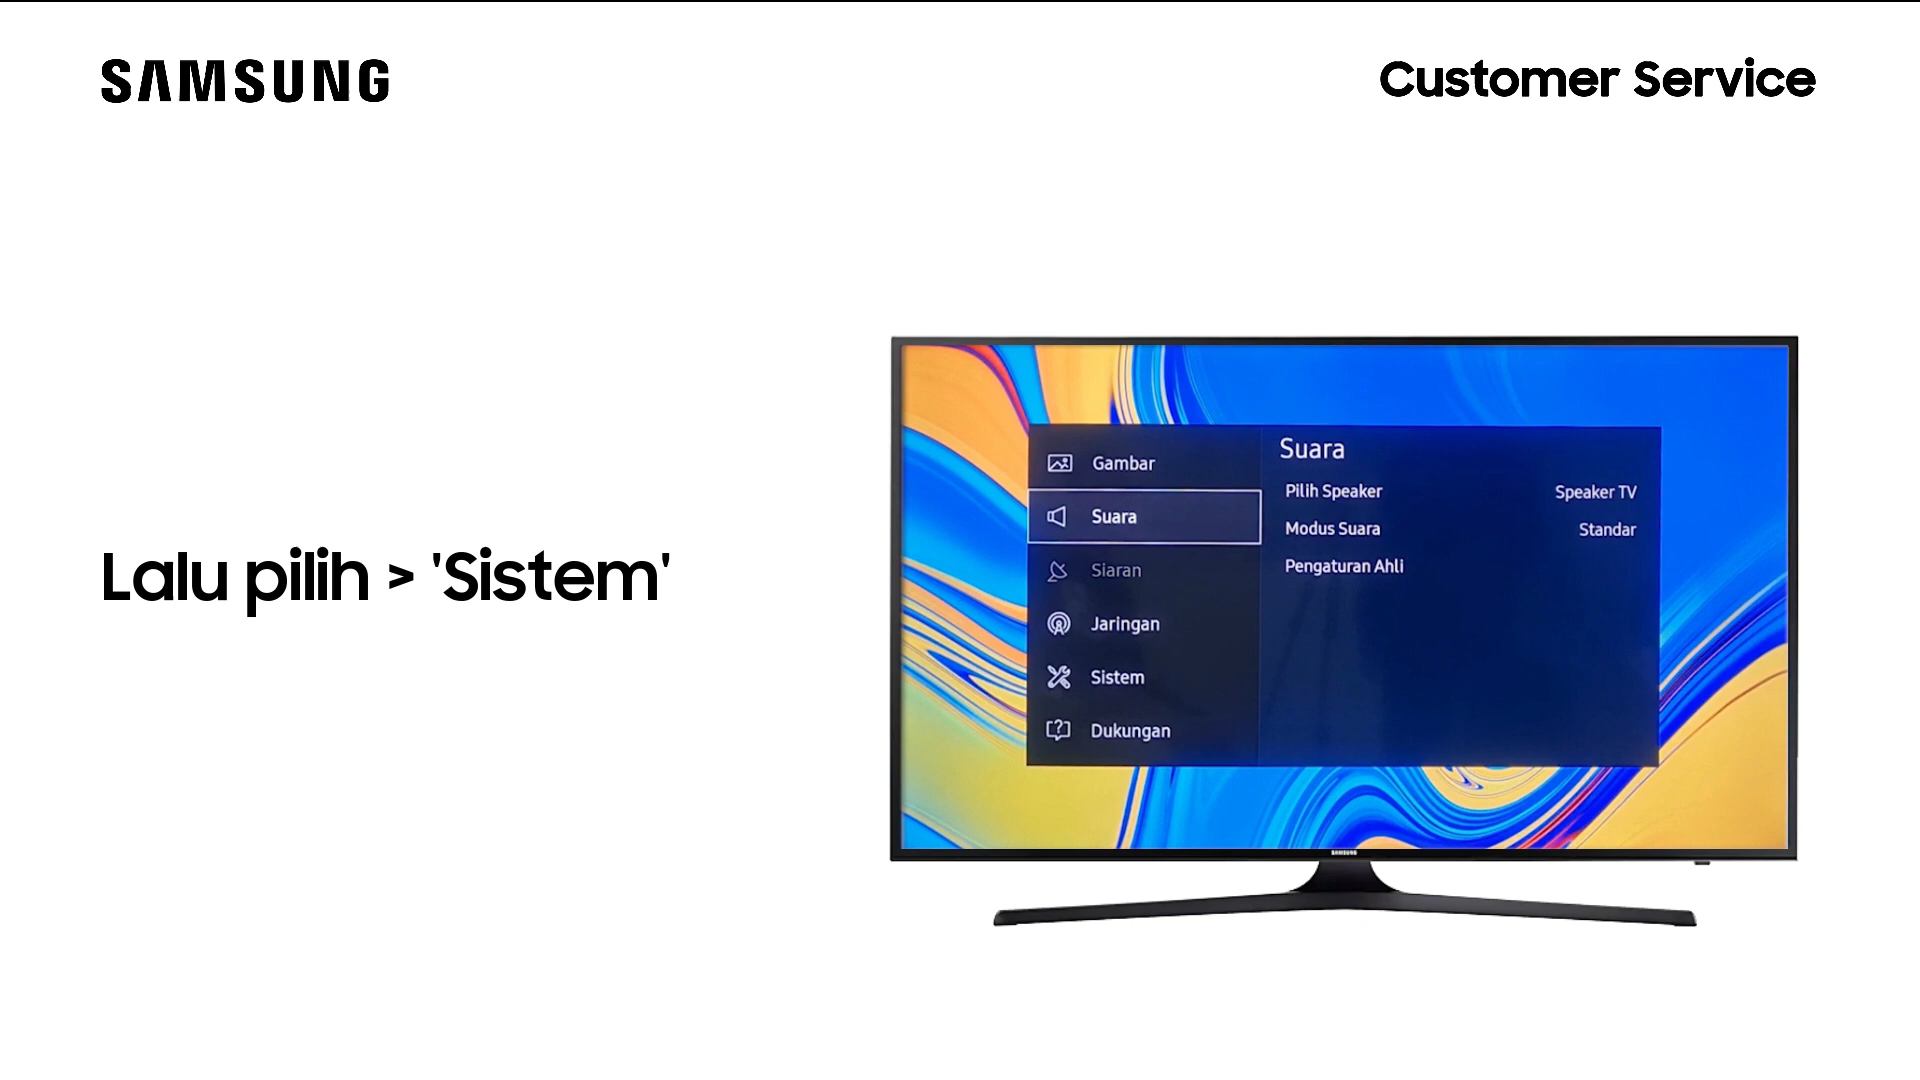 SAMSUNG
Customer Service
Lalu pilih > 'Sistem'
Gambar
Suara
Siaran
Jaringan
Sistem
Dukungan
Suara
Pilih Speaker Speaker TV
Modus Suara Standar
Pengaturan Ahli
SAMSUNG